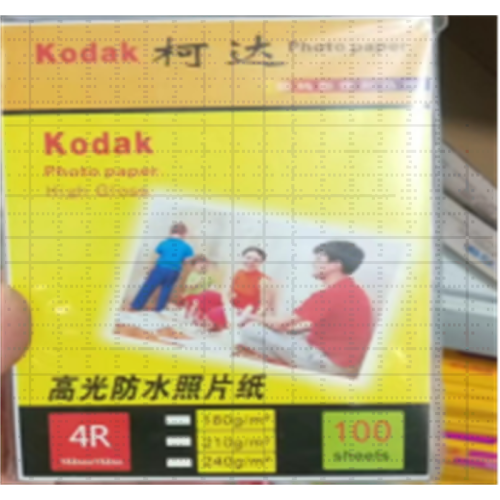 Kodak 柯达 Photo paper
Kodak
Photo paper
High Gloss
高光防水照片纸
4R
180g/m²
210g/m²
240g/m²
100
sheets